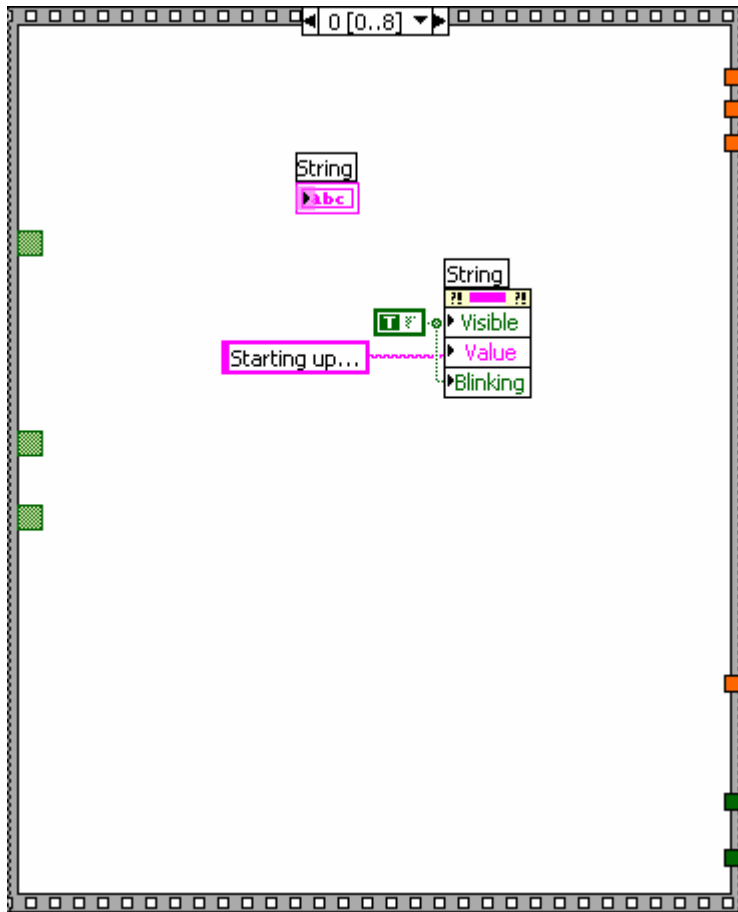 0 [0..8]
String
abc
String
?! ?!
T Visible
Starting up... Value
Blinking